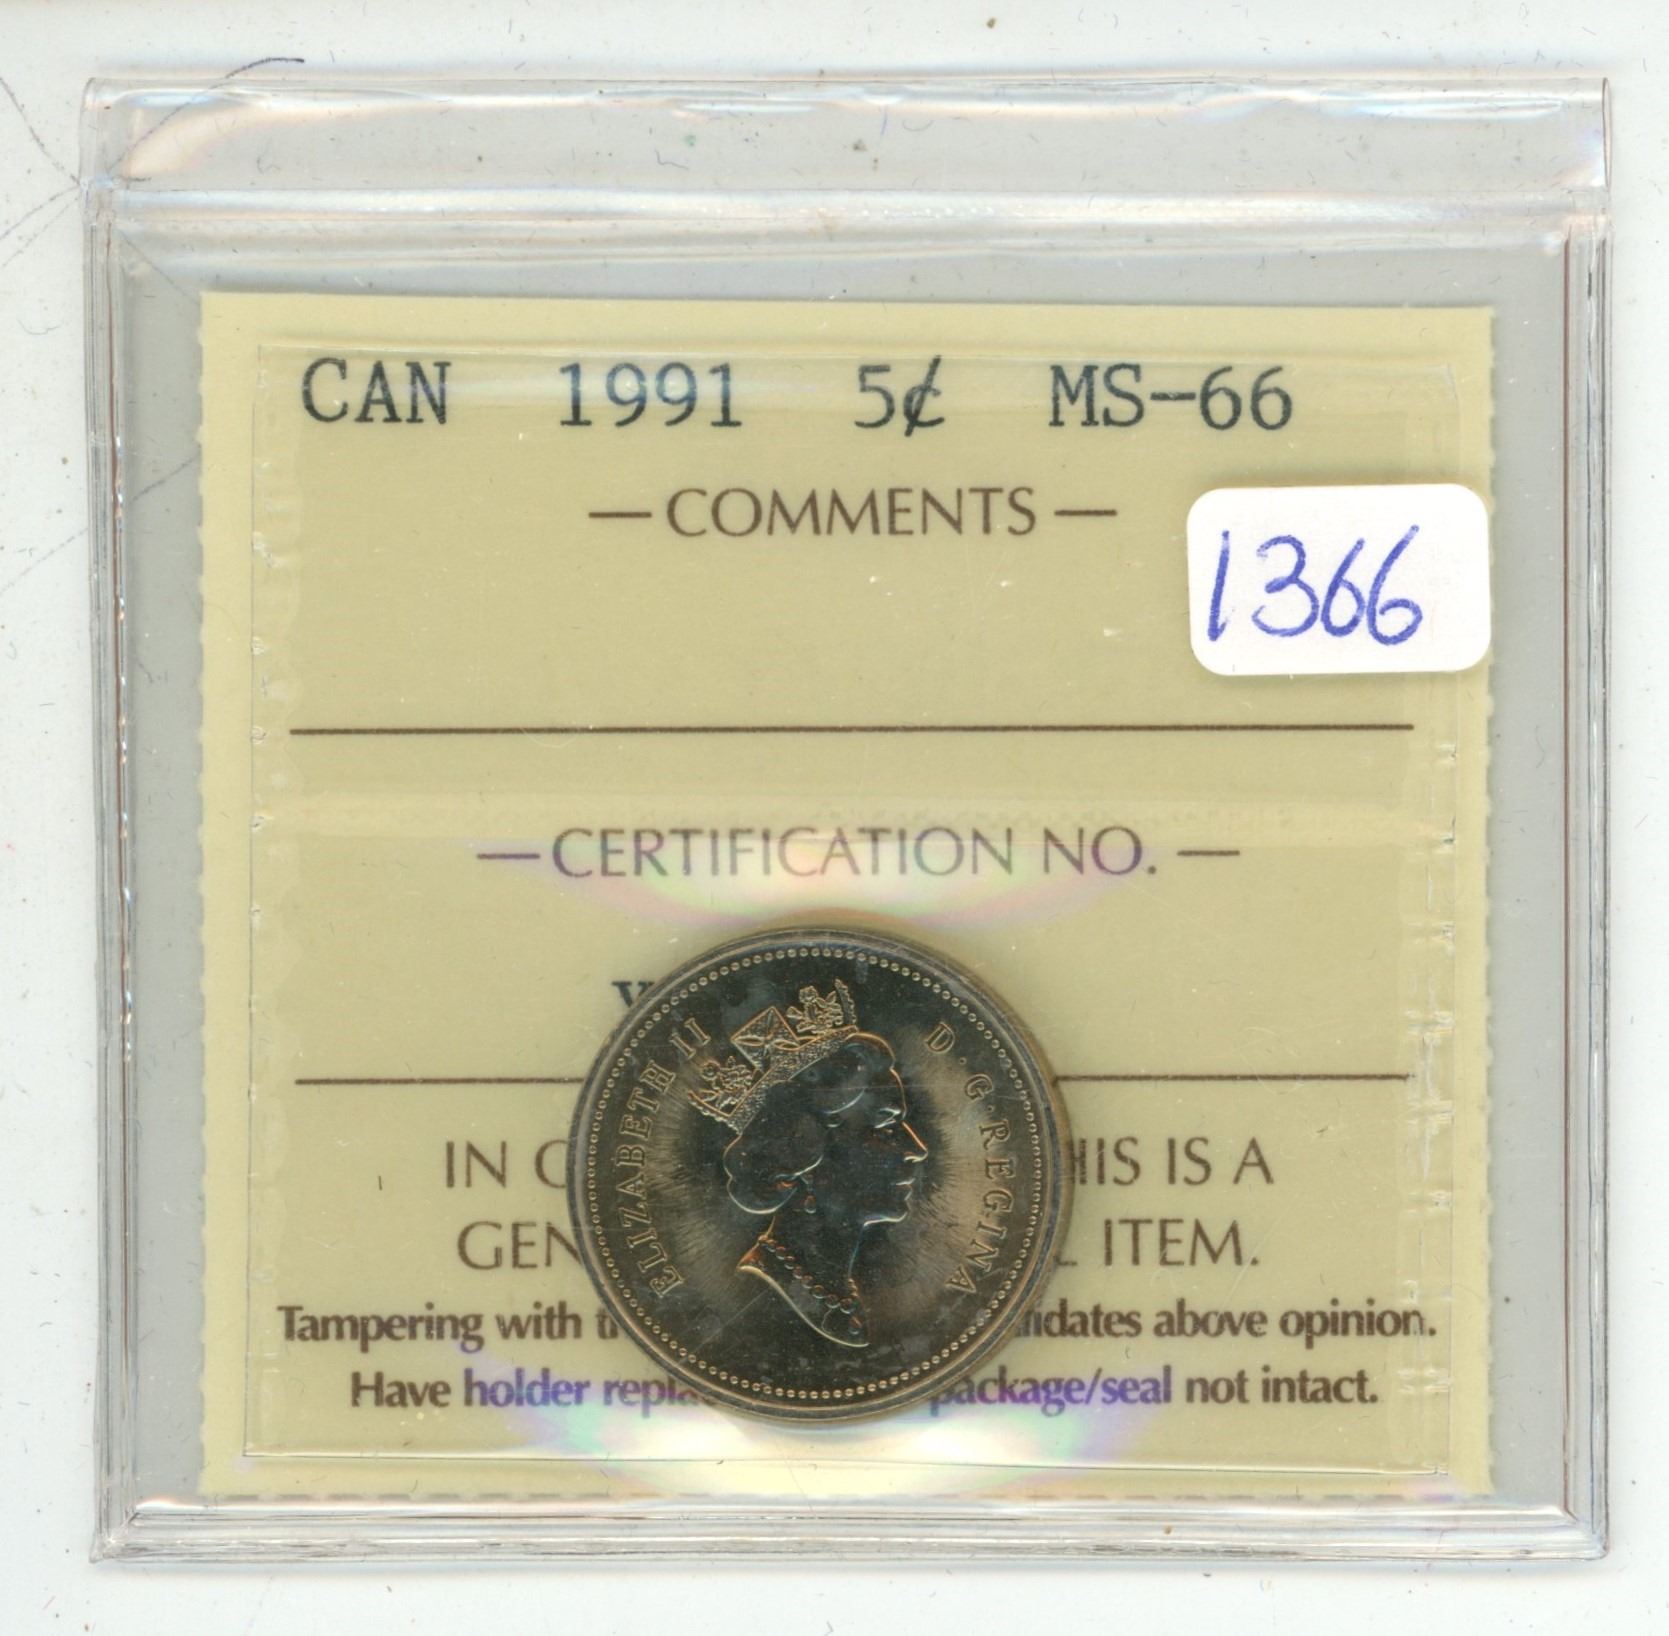 CAN 1991 5¢ MS-66
— COMMENTS —
1366
— CERTIFICATION NO. —
ELIZABETH II D·G·REGINA
IN HIS IS A
GEN ITEM.
Tampering with idates above opinion.
Have holder package/seal not intact.